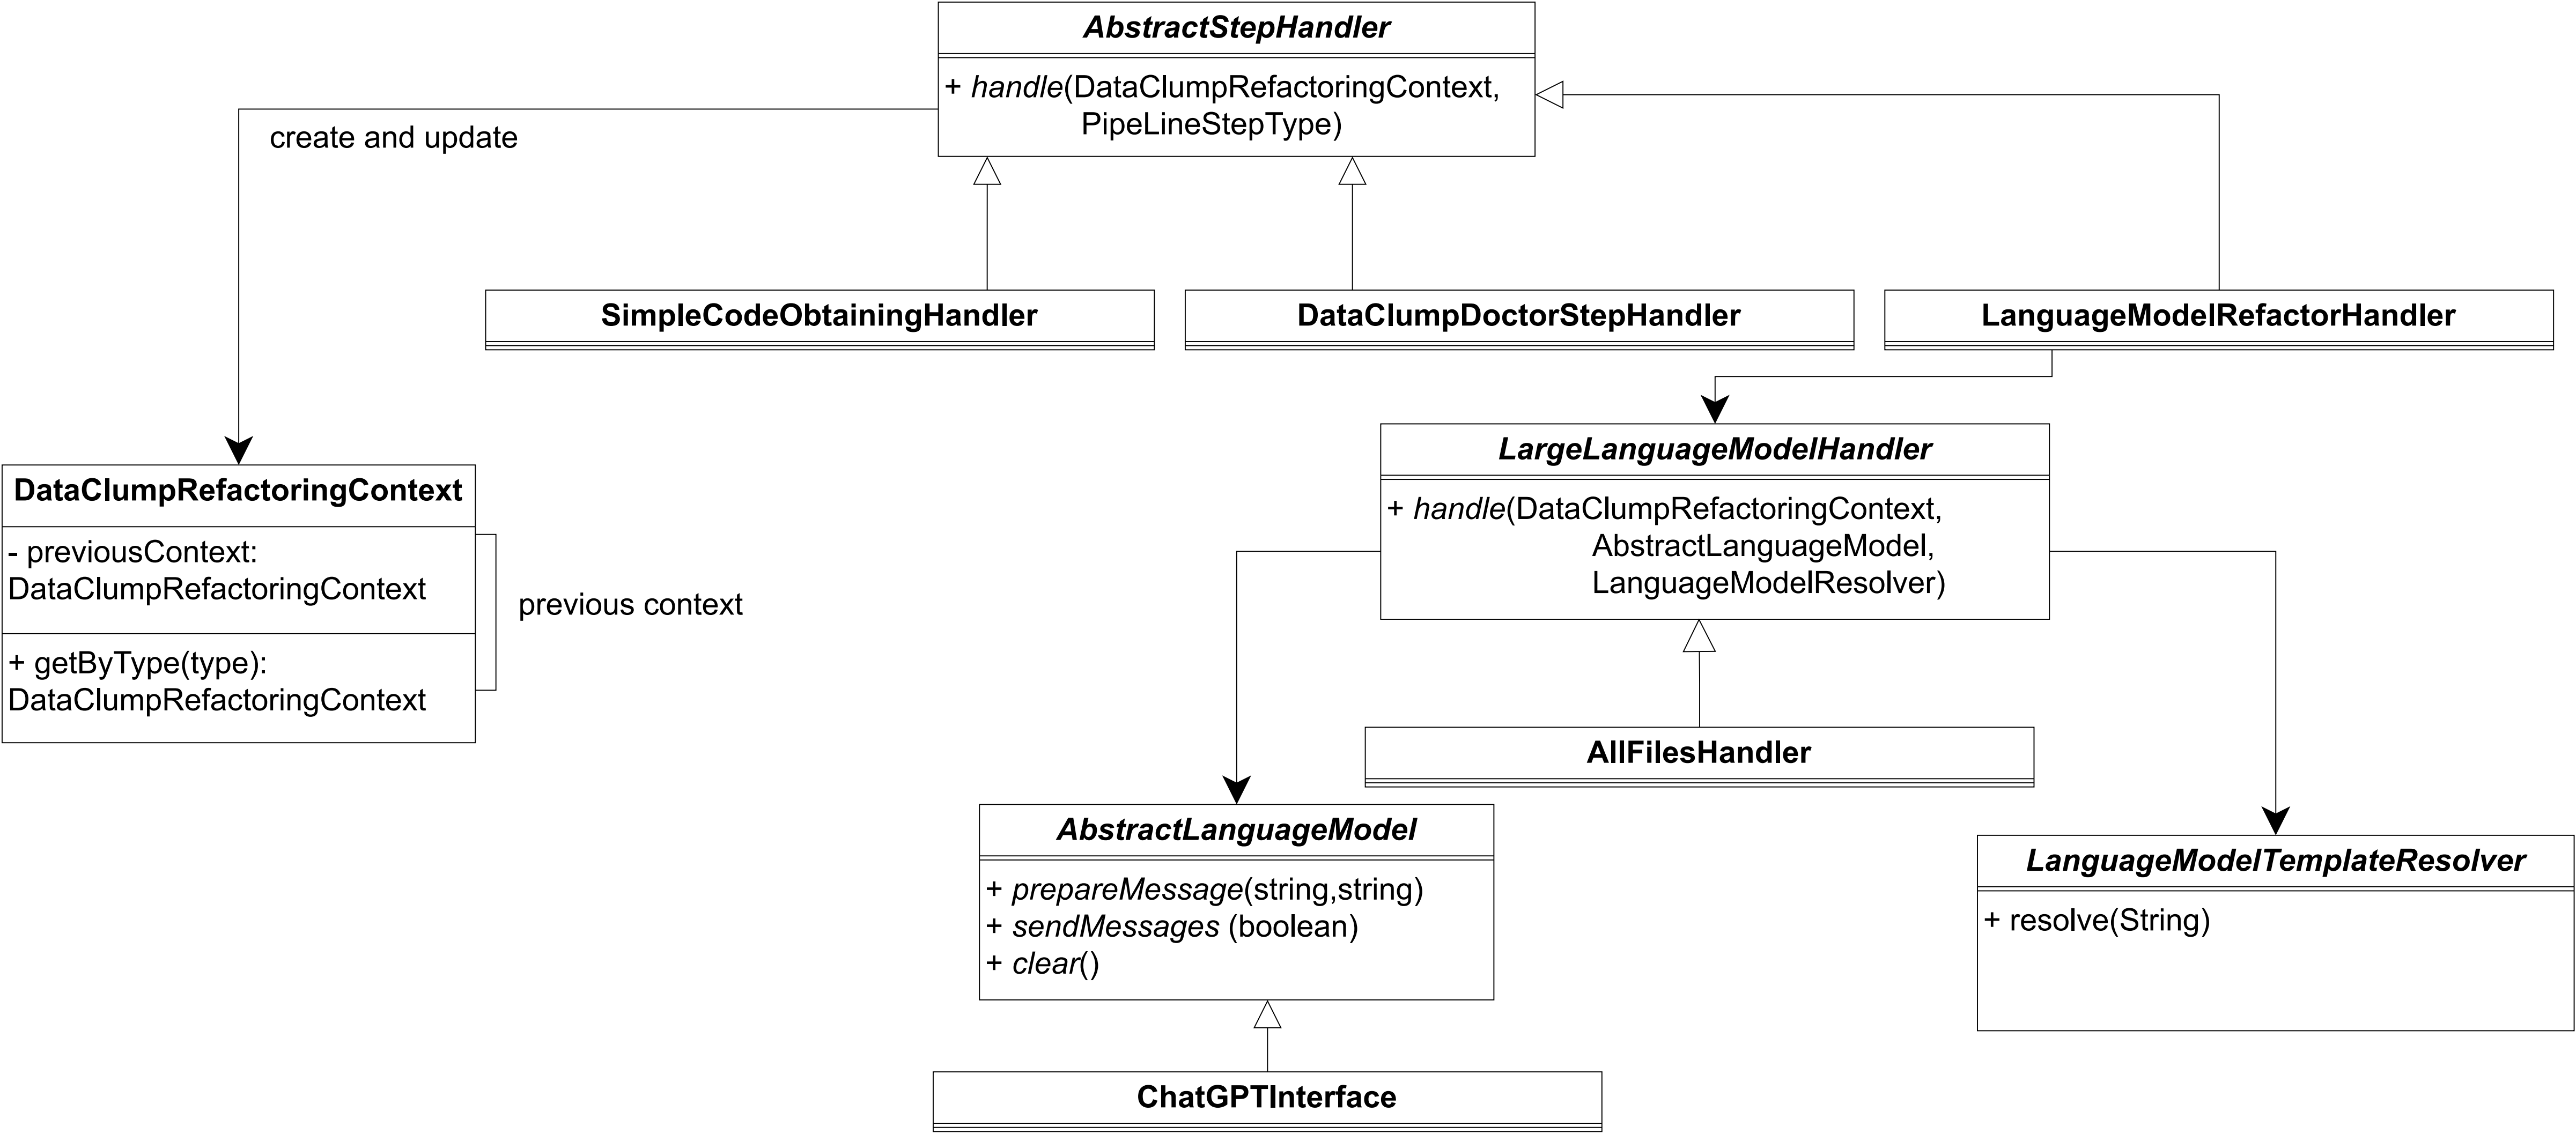 AbstractStepHandler
+ handle(DataClumpRefactoringContext,
PipeLineStepType)
create and update
SimpleCodeObtainingHandler
DataClumpDoctorStepHandler
LanguageModelRefactorHandler
DataClumpRefactoringContext
- previousContext:
DataClumpRefactoringContext
+ getByType(type):
DataClumpRefactoringContext
previous context
LargeLanguageModelHandler
+ handle(DataClumpRefactoringContext,
AbstractLanguageModel,
LanguageModelResolver)
AllFilesHandler
AbstractLanguageModel
+ prepareMessage(string,string)
+ sendMessages (boolean)
+ clear()
LanguageModelTemplateResolver
+ resolve(String)
ChatGPTInterface